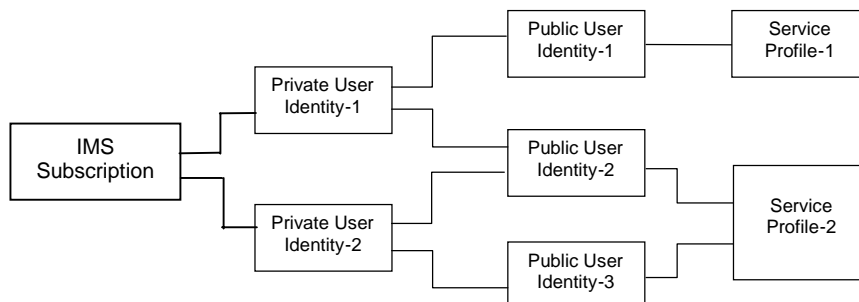 IMS
Subscription
Private User
Identity-1
Private User
Identity-2
Public User
Identity-1
Public User
Identity-2
Public User
Identity-3
Service
Profile-1
Service
Profile-2